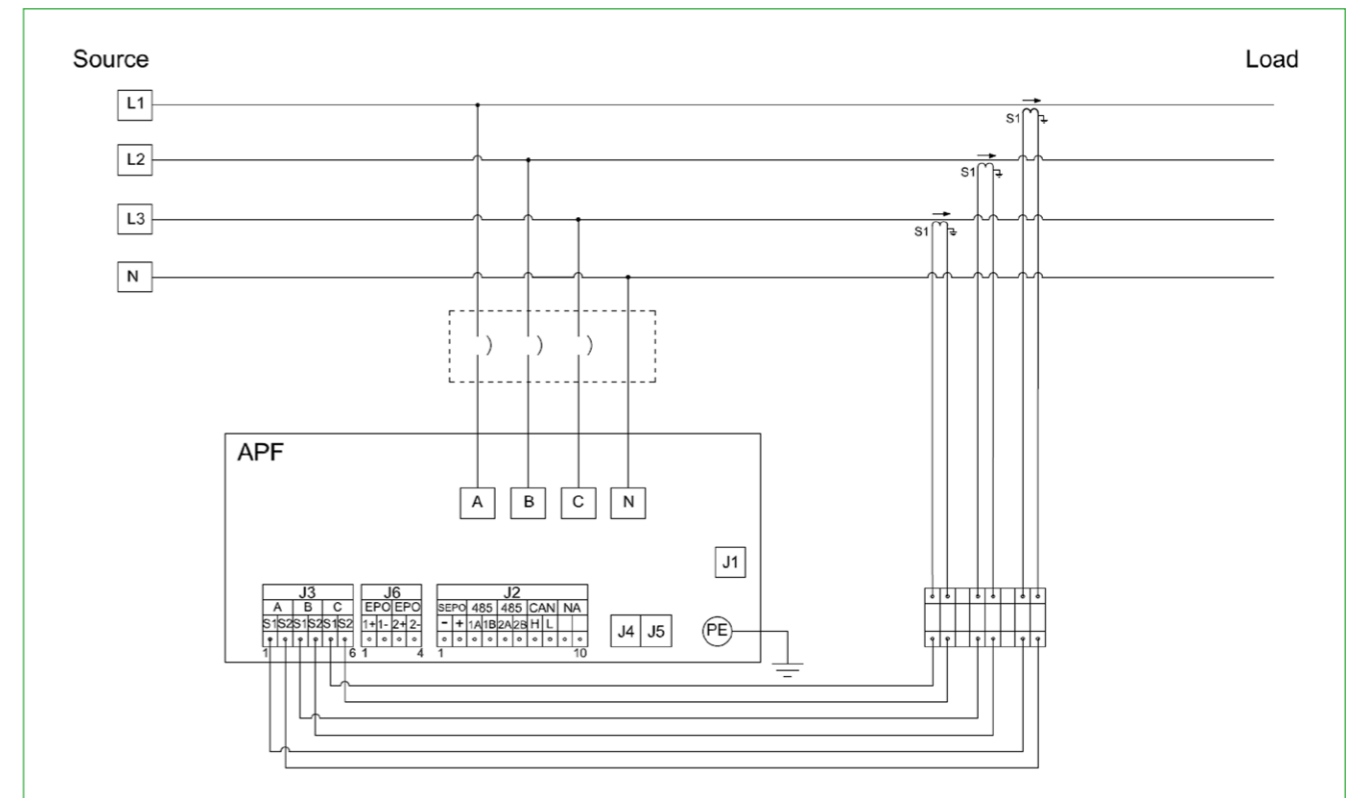 Source
Load
L1
S1
L2
S1
L3
S1
N
APF
A B C N
J1
J3 J6 J2
A B C EPO EPO SEPO 485 485 CAN NA
S1 S2 S1 S2 S1 S2 1+ 1- 2+ 2- - + 1A 1B 2A 2B H L
J4 J5
PE
1 6 1 4 1 10